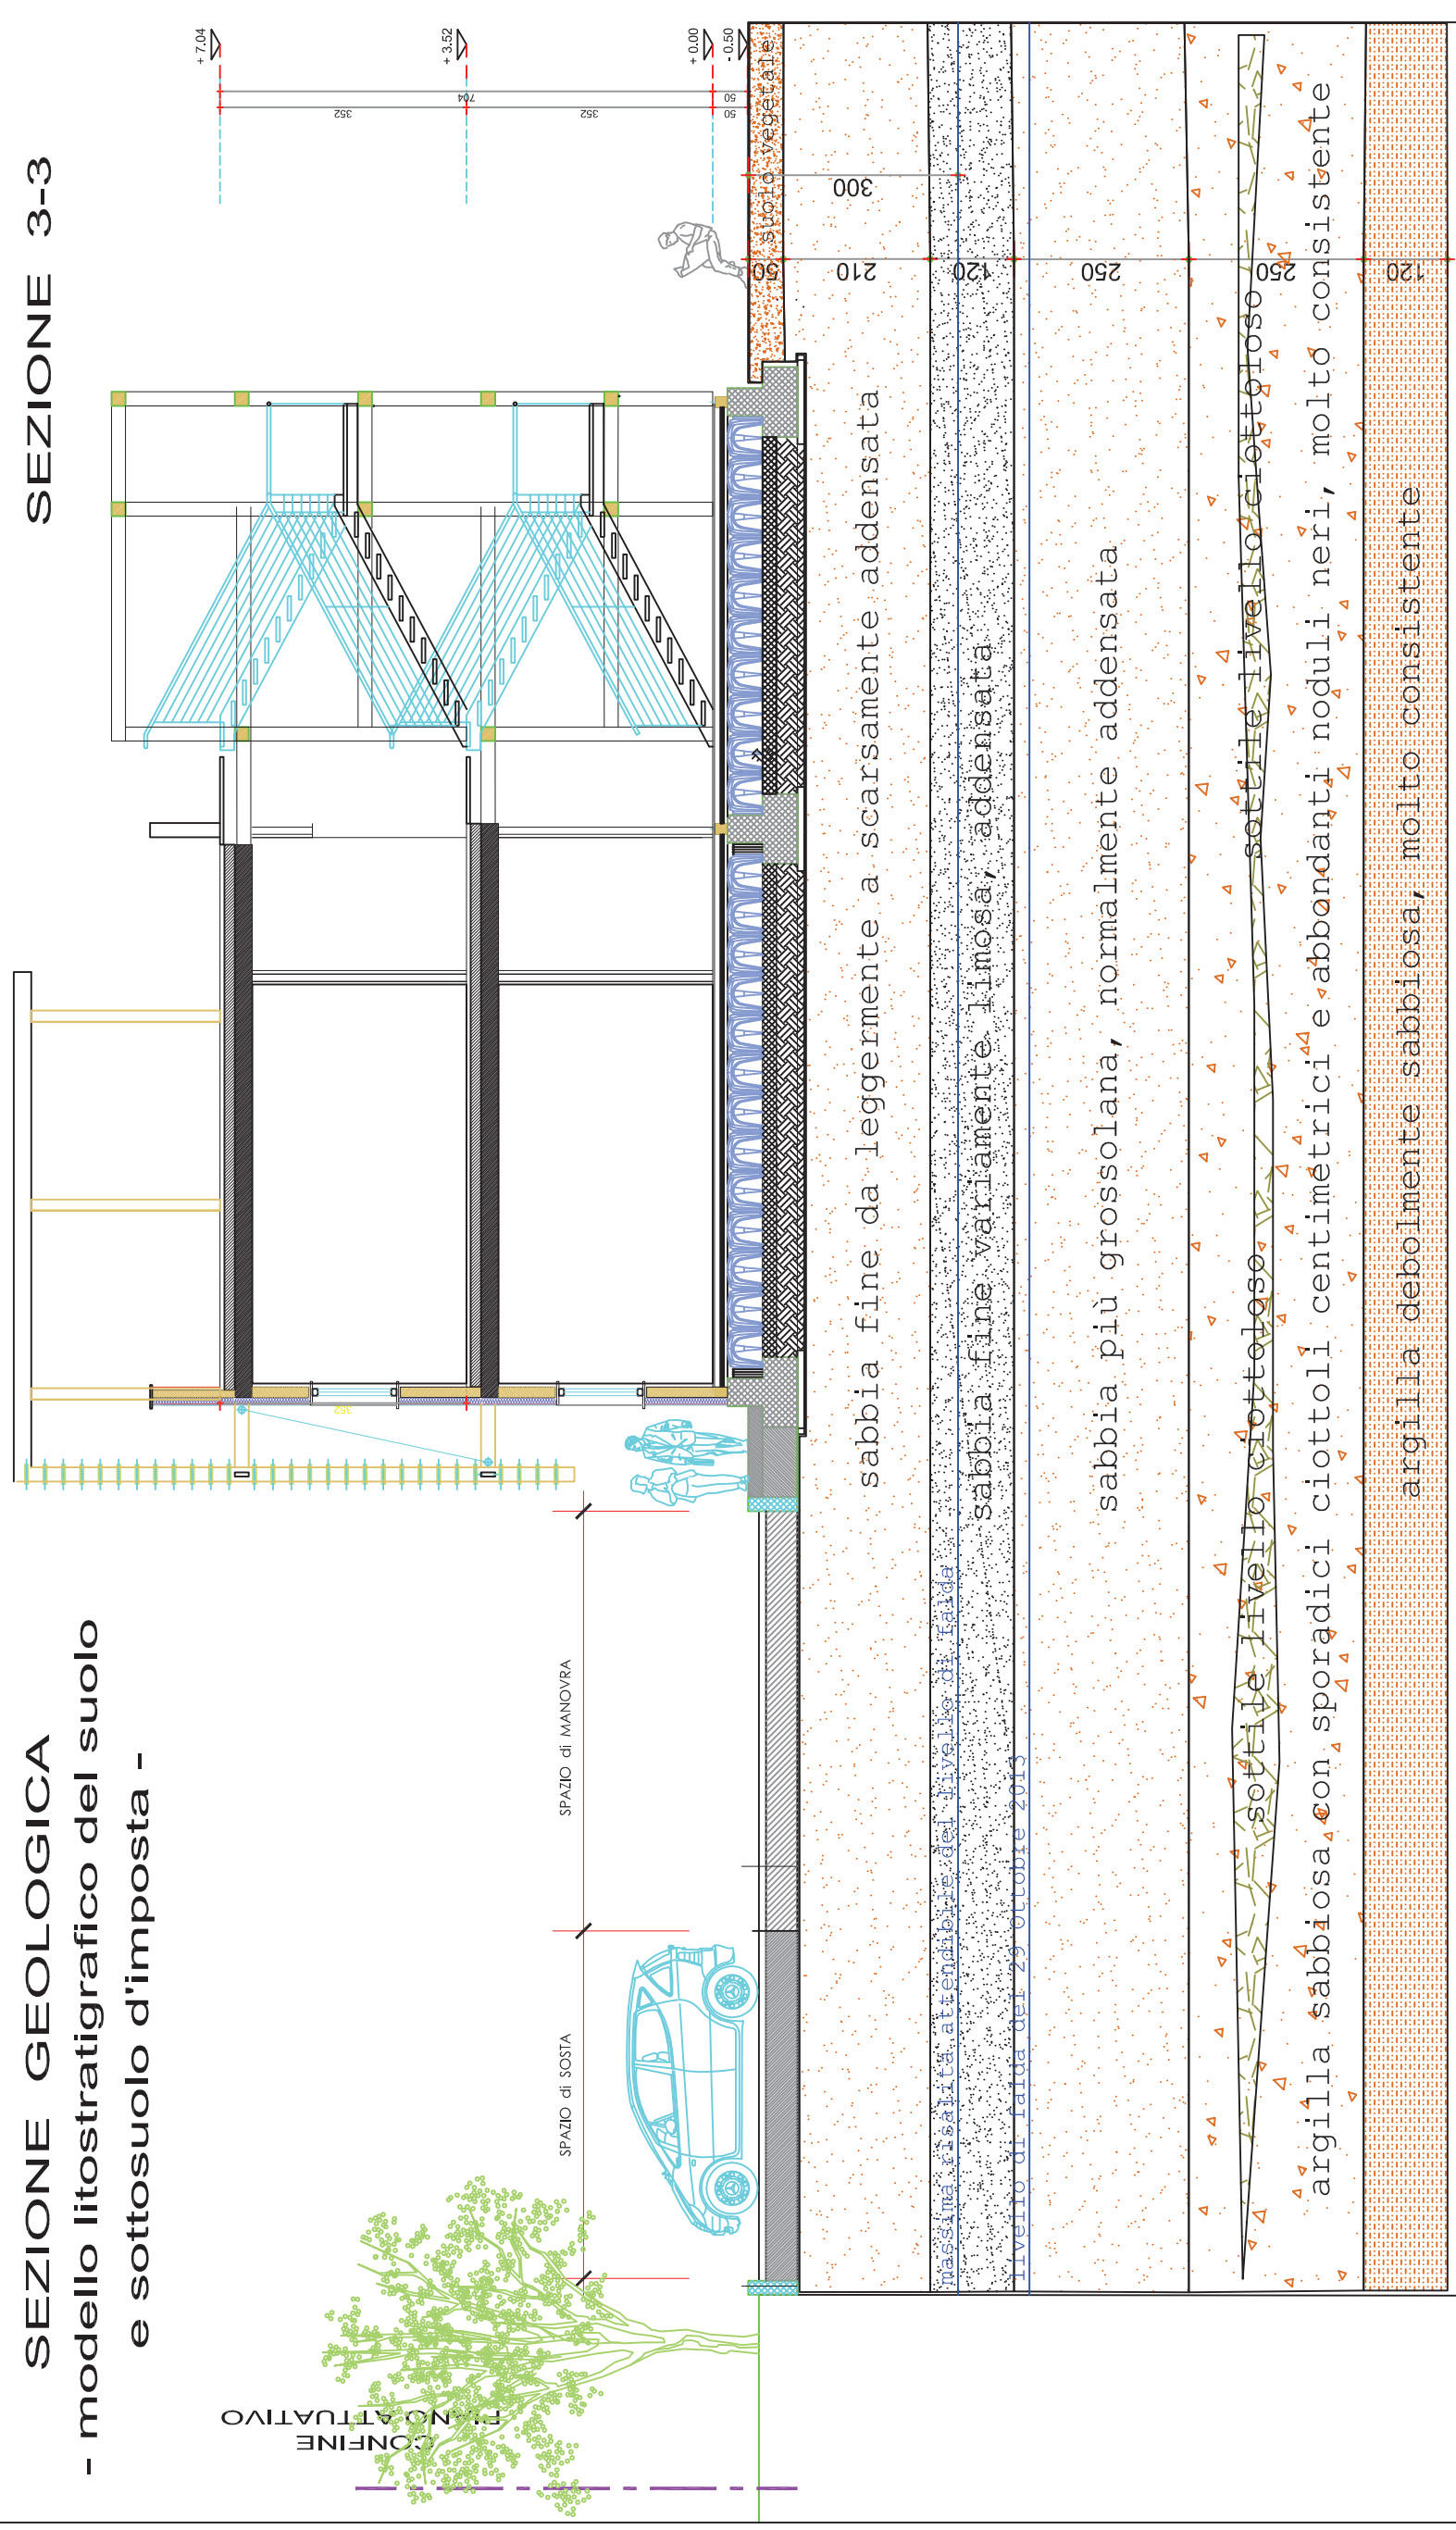 SEZIONE GEOLOGICA
- modello litostratigrafico del suolo
e sottosuolo d'imposta -
SEZIONE 3-3
+ 7.04
+ 3.52
+ 0.00
- 0.50
352
704
352
50
50
352
CONFINE
PIANO ATTUATIVO
SPAZIO di SOSTA
SPAZIO di MANOVRA
suolo vegetale
50
300
210
sabbia fine da leggermente a scarsamente addensata
massima risalita attendibile del livello di falda
120
sabbia fine variamente limosa, addensata
livello di falda del 29 ottobre 2013
250
sabbia più grossolana, normalmente addensata
250
sottile livello ciottoloso
sottile livello ciottoloso
argilla sabbiosa con sporadici ciottoli centimetrici e abbondanti noduli neri, molto consistente
120
argilla debolmente sabbiosa, molto consistente